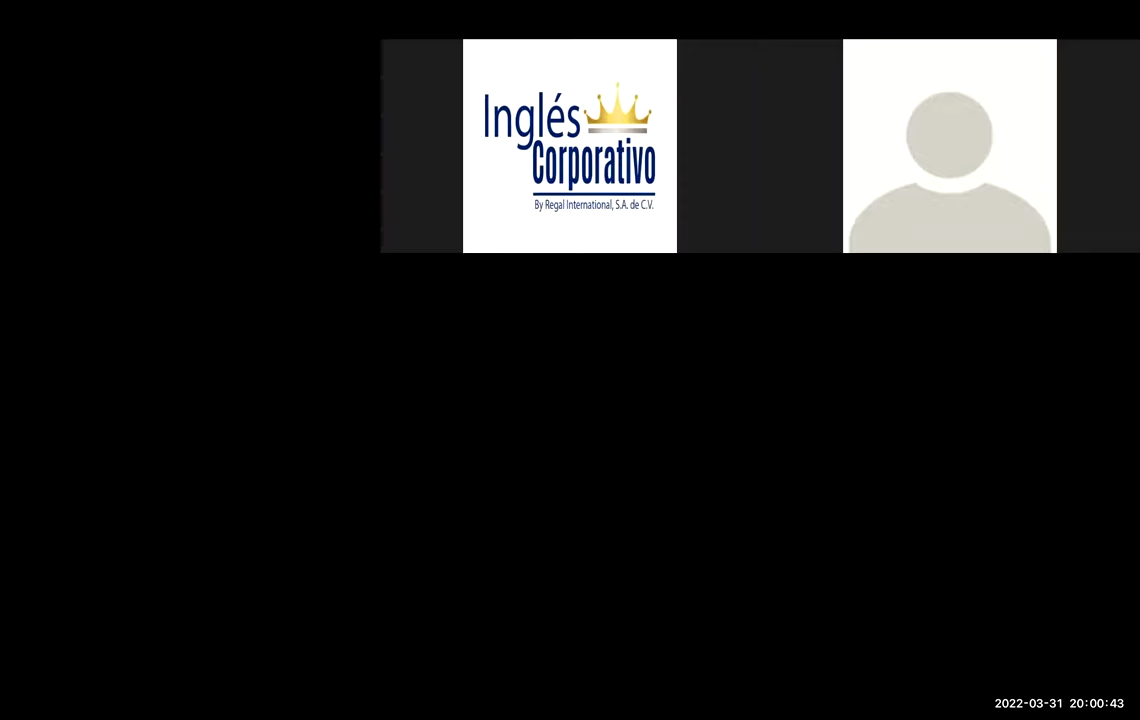 Inglés
Corporativo
By Regal International, S.A. de C.V.
2022-03-31 20:00:43